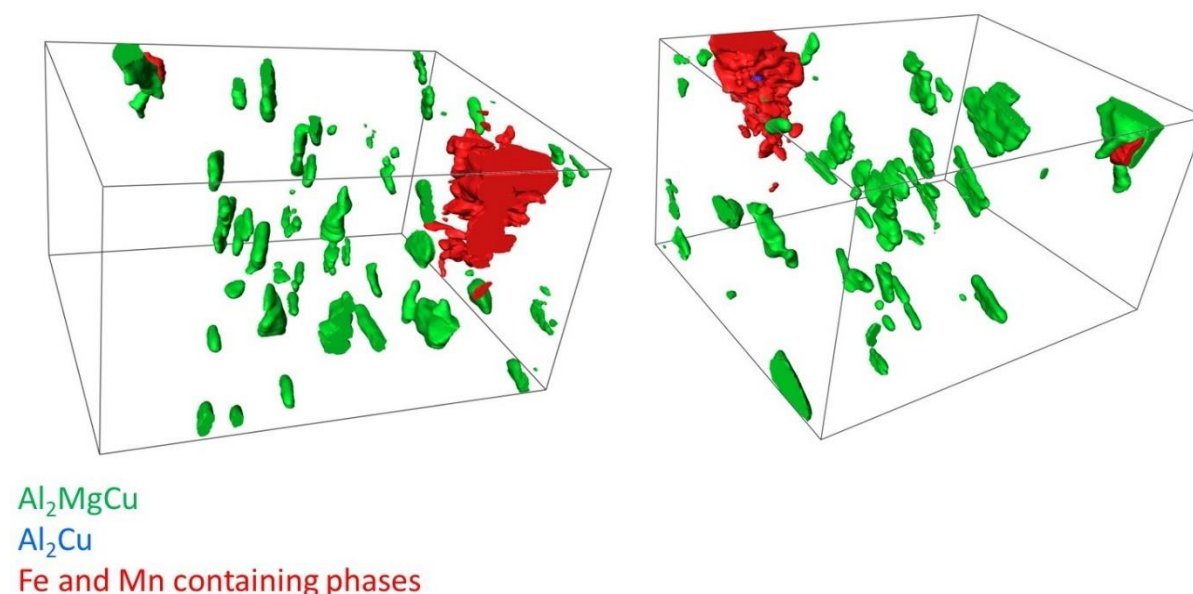 Al₂MgCu
Al₂Cu
Fe and Mn containing phases